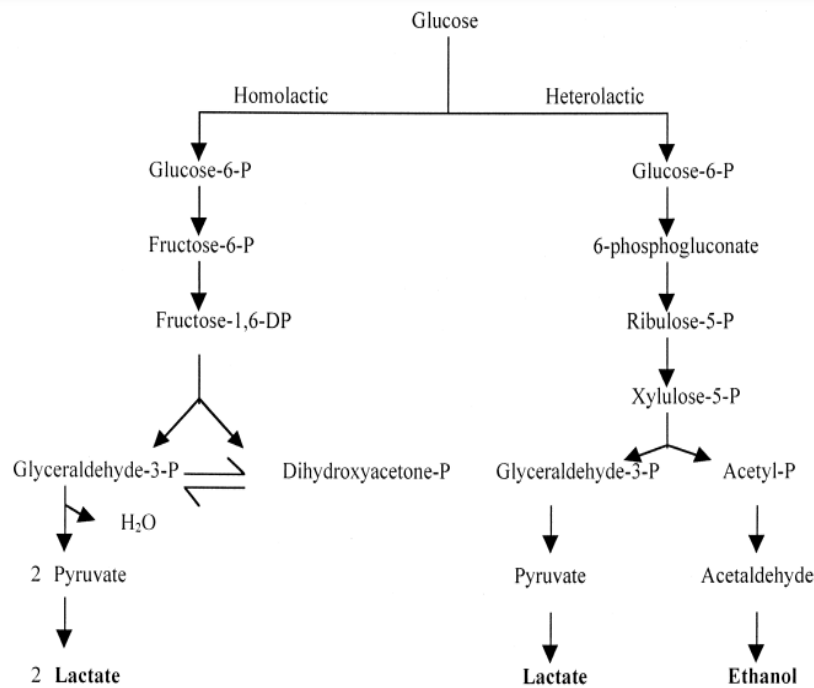 Glucose
Homolactic Heterolactic
Glucose-6-P Glucose-6-P
Fructose-6-P 6-phosphogluconate
Fructose-1,6-DP Ribulose-5-P
Xylulose-5-P
Glyceraldehyde-3-P Dihydroxyacetone-P Glyceraldehyde-3-P Acetyl-P
H₂O
2 Pyruvate Pyruvate Acetaldehyde
2 Lactate Lactate Ethanol